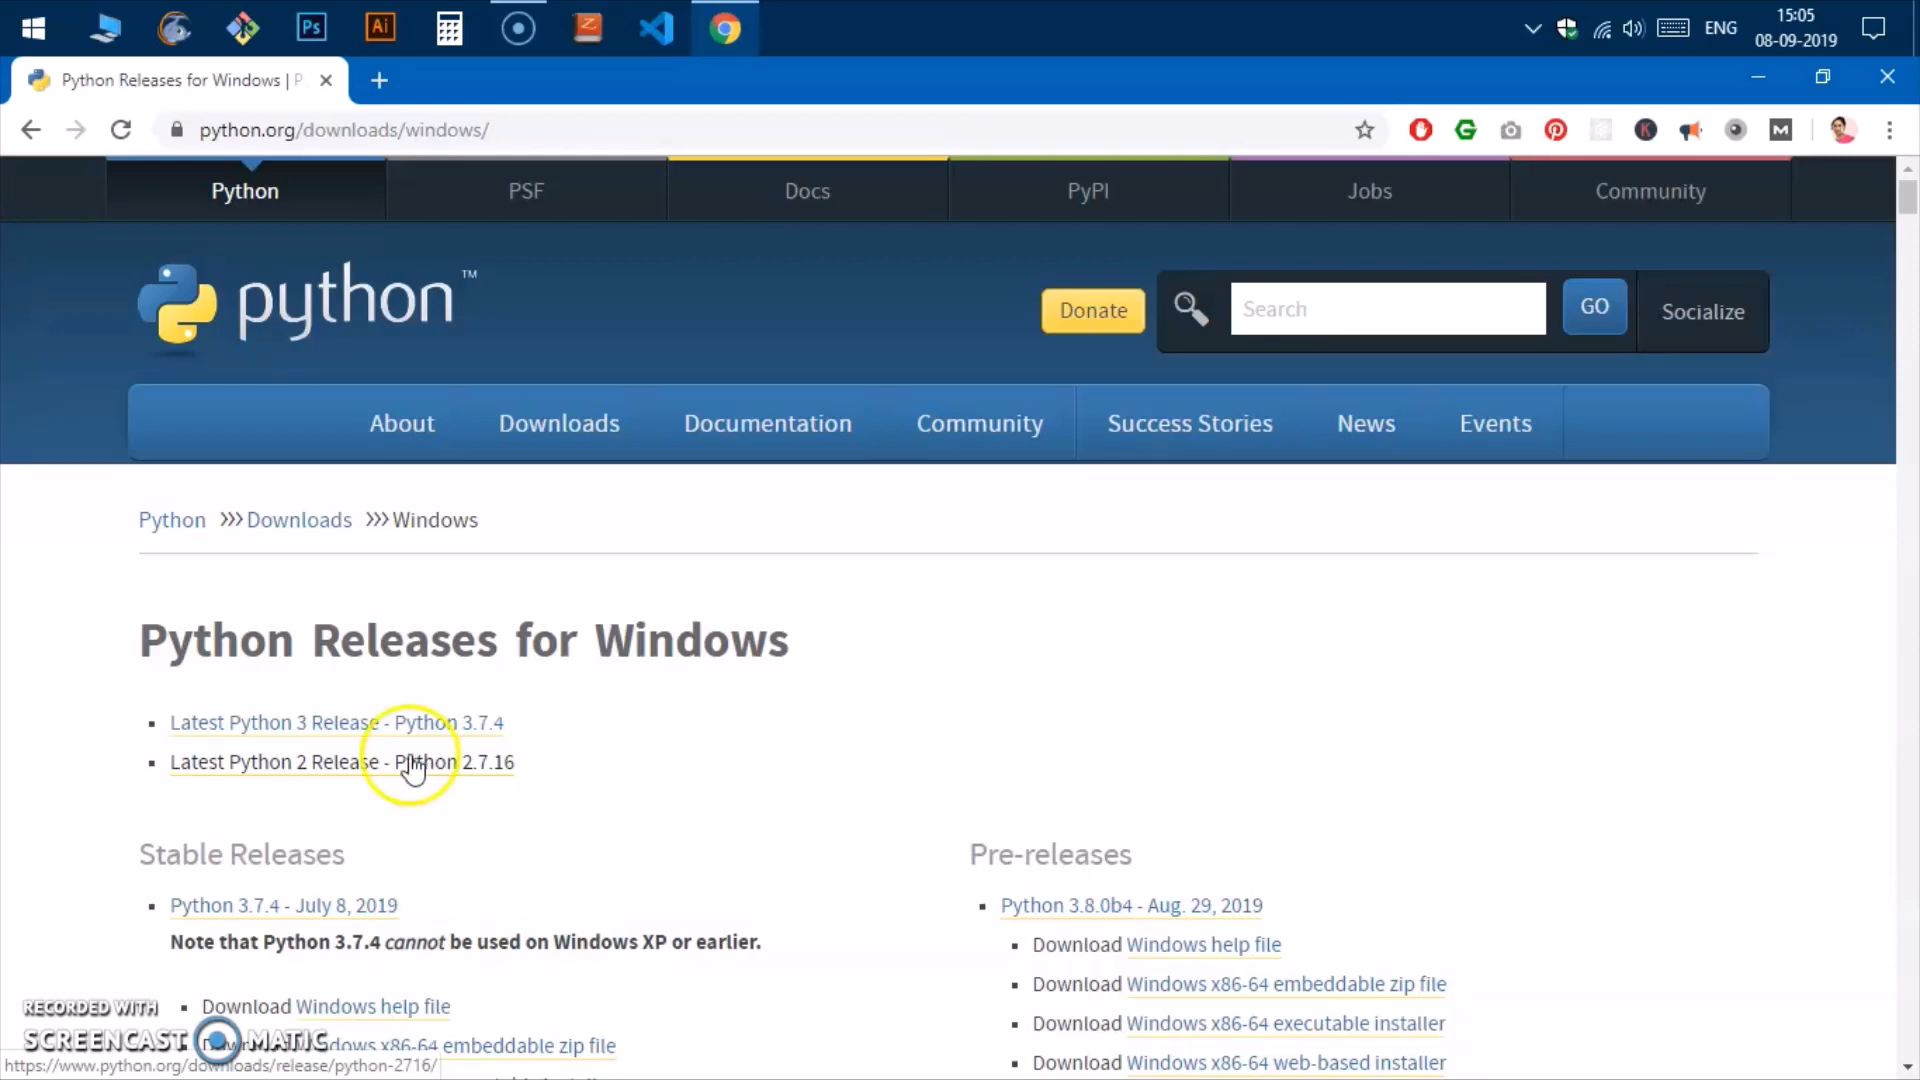 Ps
Ai
ENG
15:05
08-09-2019
Python Releases for Windows | P
python.org/downloads/windows/
Python
PSF
Docs
PyPI
Jobs
Community
python™
Donate
Search
GO
Socialize
About
Downloads
Documentation
Community
Success Stories
News
Events
Python >>> Downloads >>> Windows
Python Releases for Windows
Latest Python 3 Release - Python 3.7.4
Latest Python 2 Release - Python 2.7.16
Stable Releases
Python 3.7.4 - July 8, 2019
Note that Python 3.7.4 cannot be used on Windows XP or earlier.
Download Windows help file
x86-64 embeddable zip file
Pre-releases
Python 3.8.0b4 - Aug. 29, 2019
Download Windows help file
Download Windows x86-64 embeddable zip file
Download Windows x86-64 executable installer
Download Windows x86-64 web-based installer
RECORDED WITH
SCREENCAST MATIC
https://www.python.org/downloads/release/python-2716/